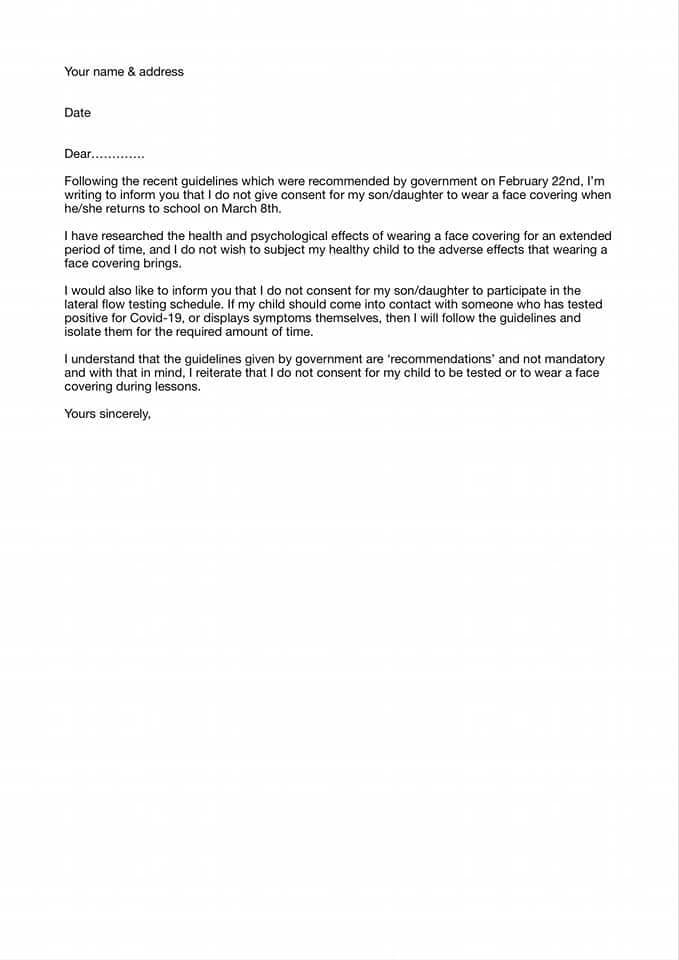 Your name & address
Date
Dear.............
Following the recent guidelines which were recommended by government on February 22nd, I’m
writing to inform you that I do not give consent for my son/daughter to wear a face covering when
he/she returns to school on March 8th.
I have researched the health and psychological effects of wearing a face covering for an extended
period of time, and I do not wish to subject my healthy child to the adverse effects that wearing a
face covering brings.
I would also like to inform you that I do not consent for my son/daughter to participate in the
lateral flow testing schedule. If my child should come into contact with someone who has tested
positive for Covid-19, or displays symptoms themselves, then I will follow the guidelines and
isolate them for the required amount of time.
I understand that the guidelines given by government are ‘recommendations’ and not mandatory
and with that in mind, I reiterate that I do not consent for my child to be tested or to wear a face
covering during lessons.
Yours sincerely,